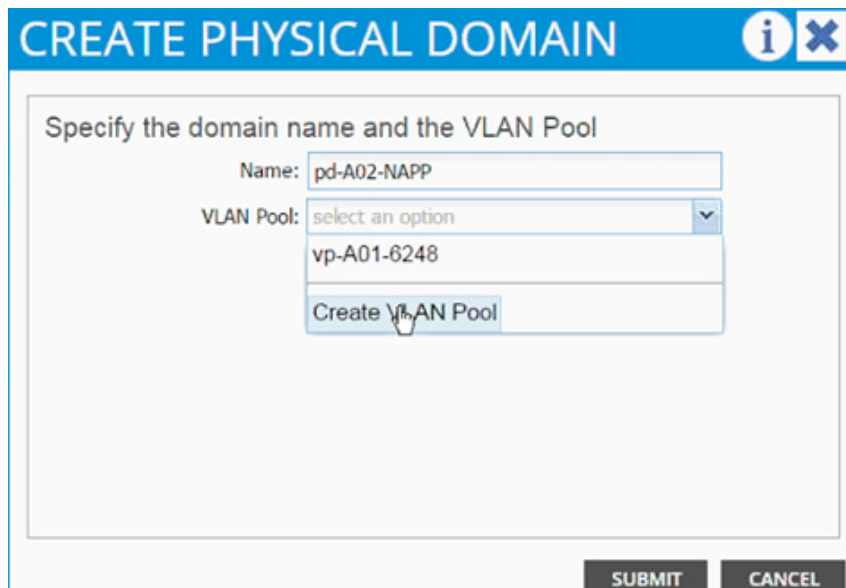 CREATE PHYSICAL DOMAIN
Specify the domain name and the VLAN Pool
Name: pd-A02-NAPP
VLAN Pool: select an option
vp-A01-6248
Create VLAN Pool
SUBMIT CANCEL